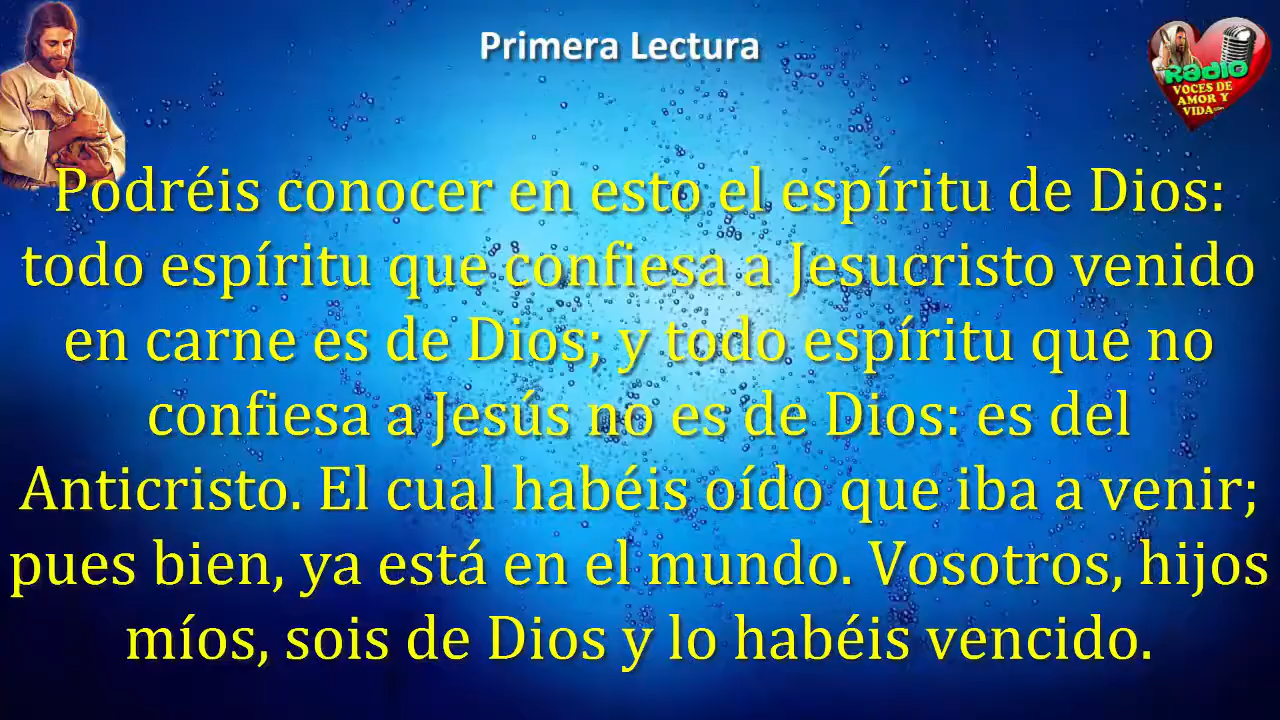 Primera Lectura
Radio
VOCES DE
AMOR Y
VIDA
Podréis conocer en esto el espíritu de Dios:
todo espíritu que confiesa a Jesucristo venido
en carne es de Dios; y todo espíritu que no
confiesa a Jesús no es de Dios: es del
Anticristo. El cual habéis oído que iba a venir;
pues bien, ya está en el mundo. Vosotros, hijos
míos, sois de Dios y lo habéis vencido.